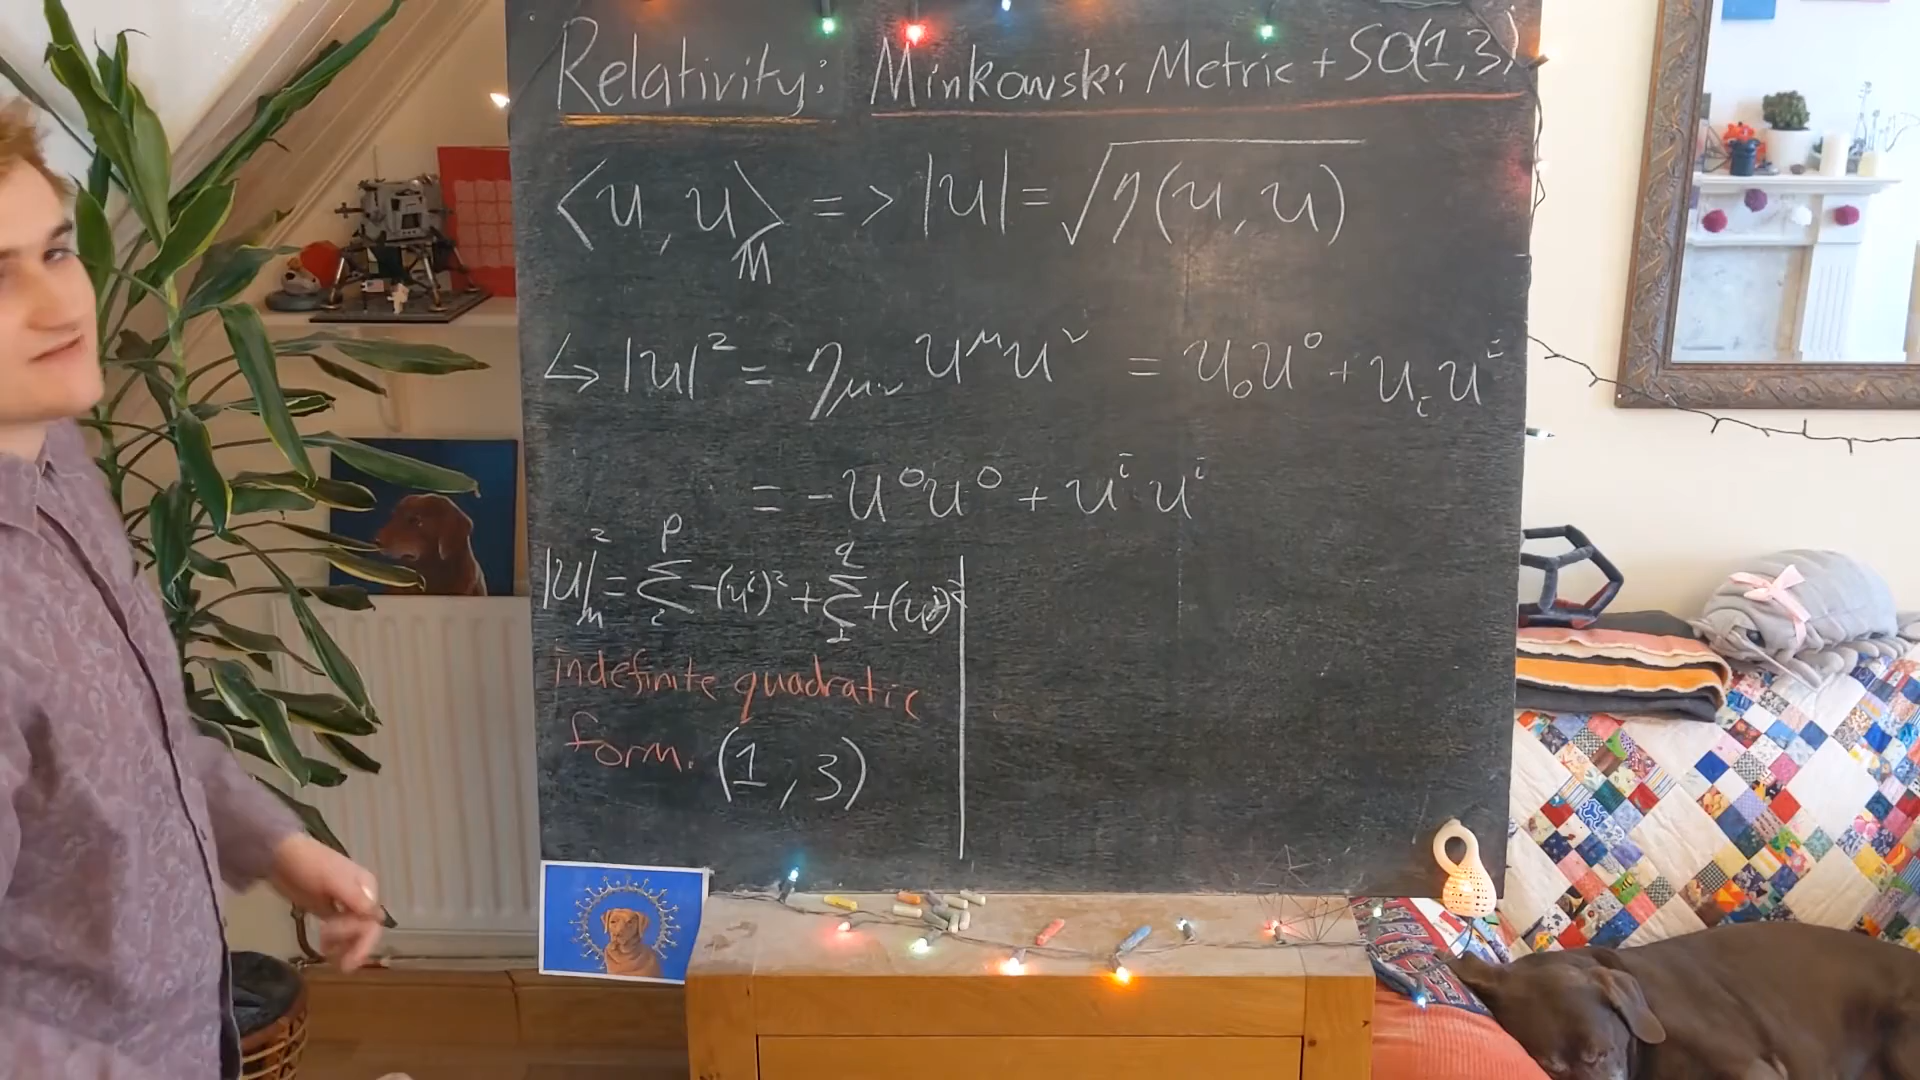 Relativity: Minkowski Metric + SO(1,3)
<u, u>_M => |u| = √η(u, u)
↳ |u|² = η_μν u^μ u^ν = u_0 u^0 + u_i u^i
= -u^0 u^0 + u^i u^i
|u|²_M = Σ_i^p -(u^i)² + Σ_j^q +(u^j)²
indefinite quadratic
form. (1, 3)